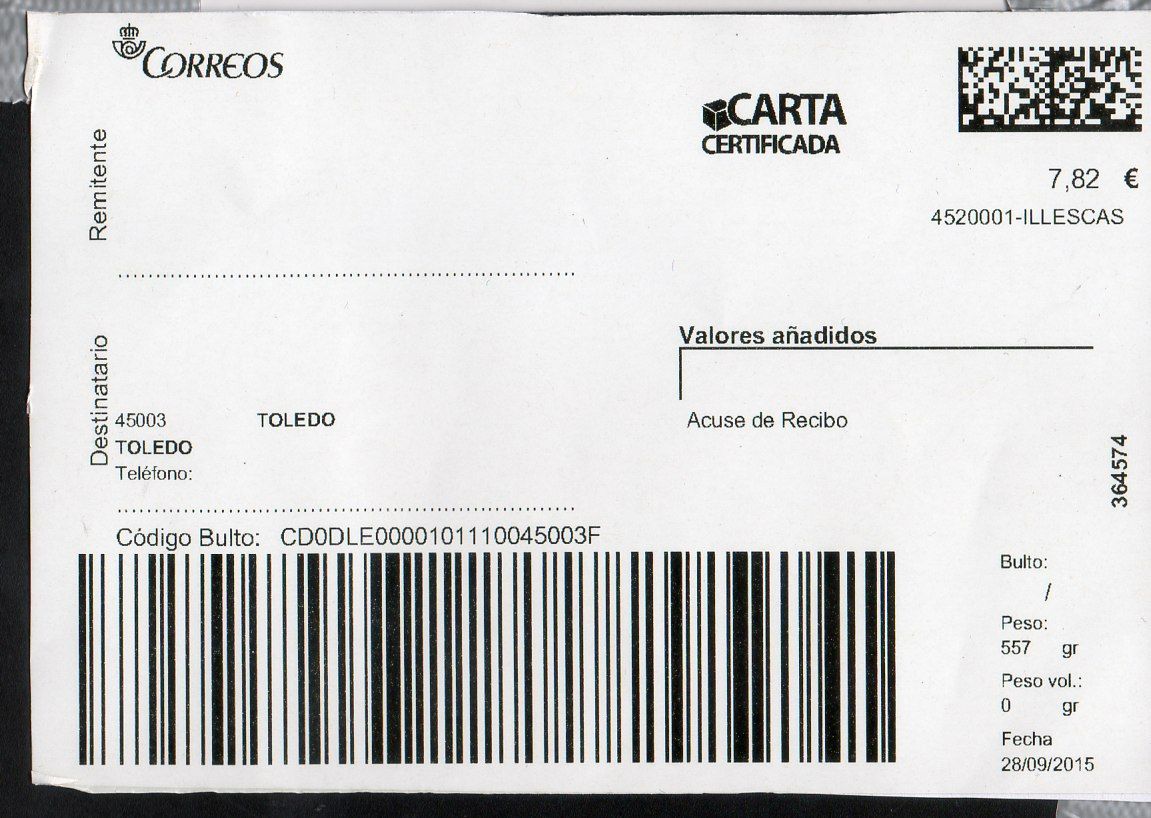 CORREOS
CARTA
CERTIFICADA
7,82 €
4520001-ILLESCAS
Remitente
Valores añadidos
Acuse de Recibo
Destinatario
45003 TOLEDO
TOLEDO
Teléfono:
364574
Código Bulto: CD0DLE0000101110045003F
Bulto:
/
Peso:
557 gr
Peso vol.:
0 gr
Fecha
28/09/2015